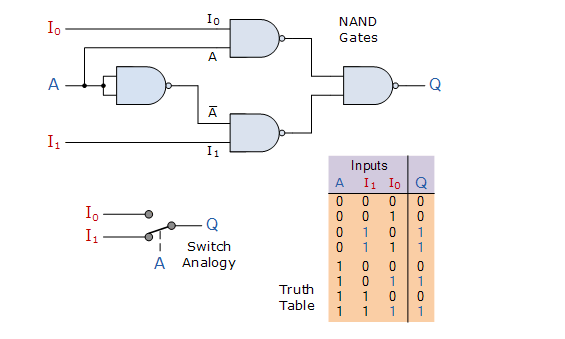 I₀
I₀
NAND
Gates
A
A
Q
A̅
I₁
I₁
Inputs
A I₁ I₀ Q
0 0 0 0
0 0 1 0
0 1 0 1
0 1 1 1
1 0 0 0
1 0 1 1
1 1 0 0
1 1 1 1
I₀
Q
I₁
Switch
A Analogy
Truth
Table